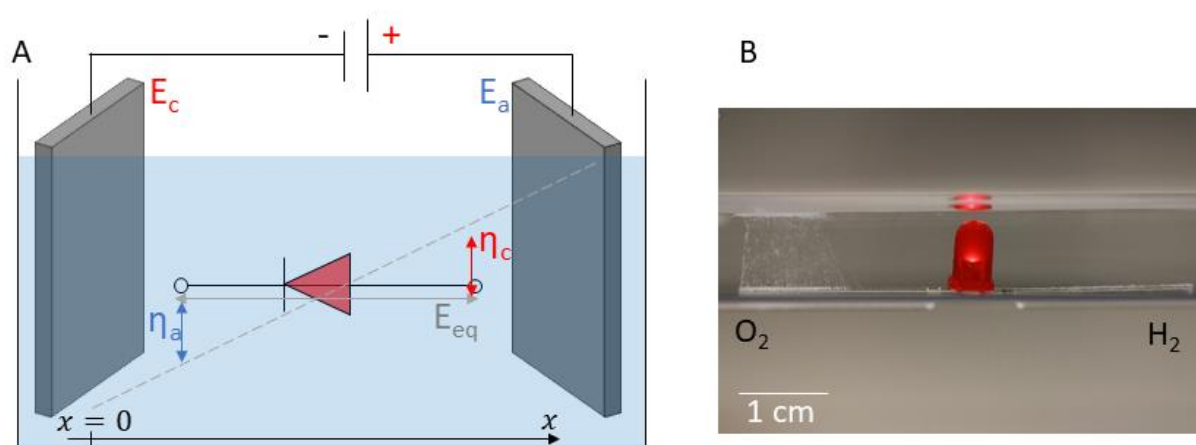 A
- +
E_c
E_a
η_c
η_a
E_eq
x = 0
x
B
O₂
H₂
1 cm